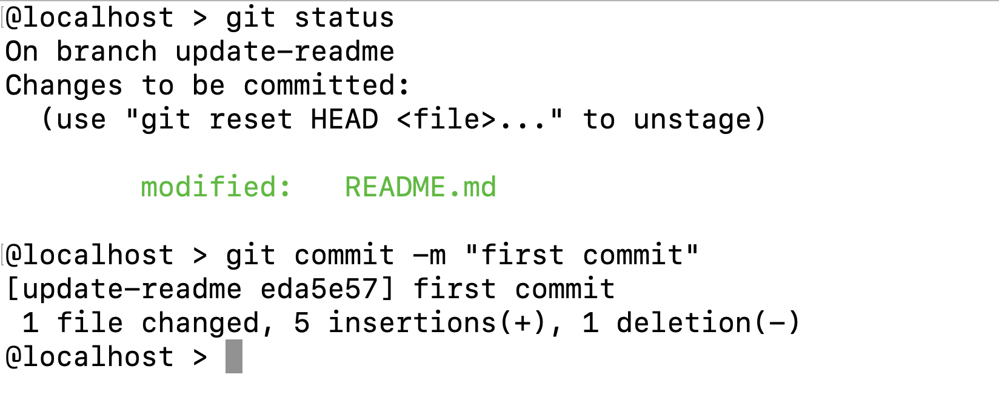 @localhost > git status
On branch update-readme
Changes to be committed:
  (use "git reset HEAD <file>..." to unstage)
        modified:   README.md
@localhost > git commit -m "first commit"
[update-readme eda5e57] first commit
 1 file changed, 5 insertions(+), 1 deletion(-)
@localhost >